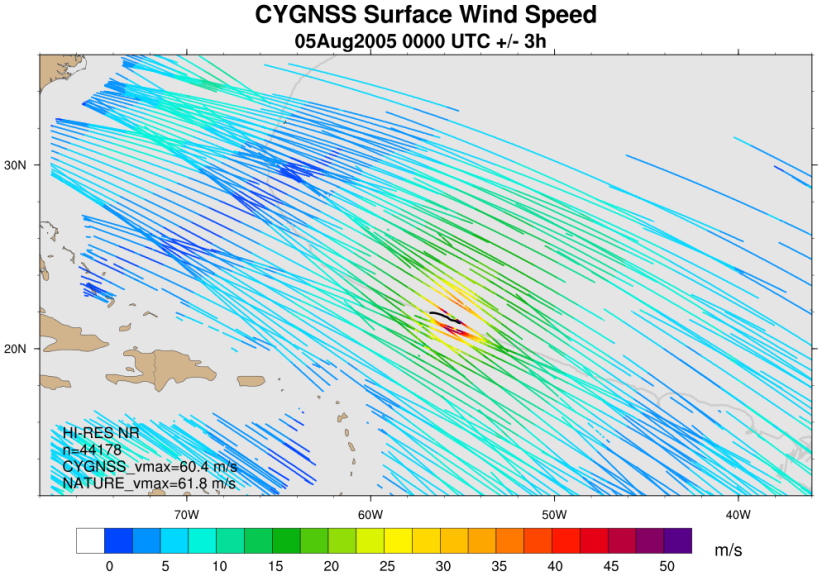 CYGNSS Surface Wind Speed
05Aug2005 0000 UTC +/- 3h
30N
20N
HI-RES NR
n=44178
CYGNSS_vmax=60.4 m/s
NATURE_vmax=61.8 m/s
70W 60W 50W 40W
0 5 10 15 20 25 30 35 40 45 50 m/s